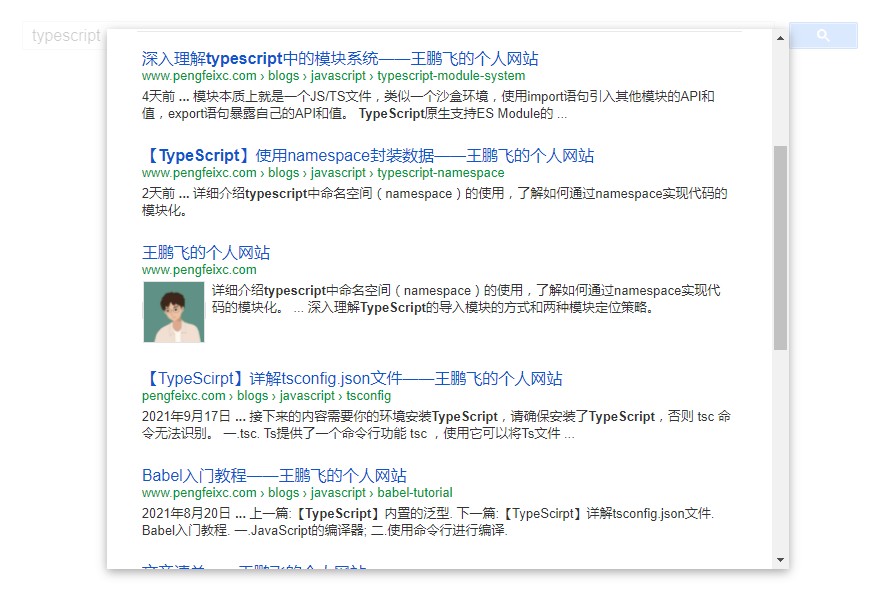 typescript
深入理解typescript中的模块系统——王鹏飞的个人网站
www.pengfeixc.com › blogs › javascript › typescript-module-system
4天前 ... 模块本质上就是一个JS/TS文件，类似一个沙盒环境，使用import语句引入其他模块的API和
值，export语句暴露自己的API和值。 TypeScript原生支持ES Module的 ...
【TypeScript】使用namespace封装数据——王鹏飞的个人网站
www.pengfeixc.com › blogs › javascript › typescript-namespace
2天前 ... 详细介绍typescript中命名空间（namespace）的使用，了解如何通过namespace实现代码的
模块化。
王鹏飞的个人网站
www.pengfeixc.com
详细介绍typescript中命名空间（namespace）的使用，了解如何通过namespace实现代
码的模块化。 ... 深入理解TypeScript的导入模块的方式和两种模块定位策略。
【TypeScirpt】详解tsconfig.json文件——王鹏飞的个人网站
pengfeixc.com › blogs › javascript › tsconfig
2021年9月17日 ... 接下来的内容需要你的环境安装TypeScript，请确保安装了TypeScript，否则 tsc 命
令无法识别。 一.tsc. Ts提供了一个命令行功能 tsc ，使用它可以将Ts文件 ...
Babel入门教程——王鹏飞的个人网站
www.pengfeixc.com › blogs › javascript › babel-tutorial
2021年8月20日 ... 上一篇:【TypeScript】内置的泛型. 下一篇:【TypeScirpt】详解tsconfig.json文件.
Babel入门教程. 一.JavaScript的编译器; 二.使用命令行进行编译.